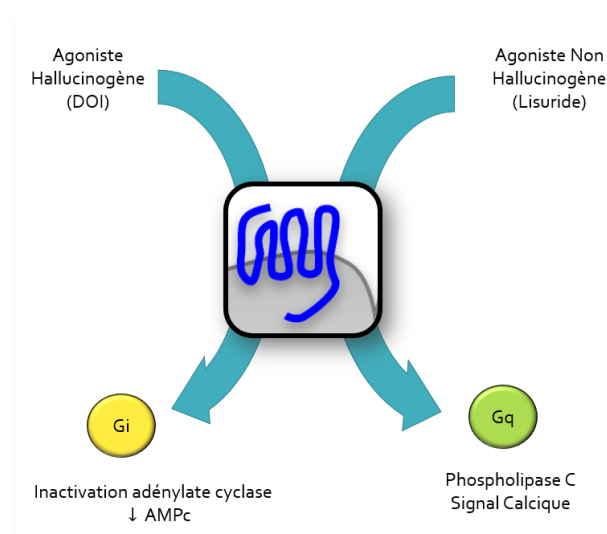 Agoniste
Hallucinogène
(DOI)
Agoniste Non
Hallucinogène
(Lisuride)
Gi
Gq
Inactivation adénylate cyclase
↓ AMPc
Phospholipase C
Signal Calcique